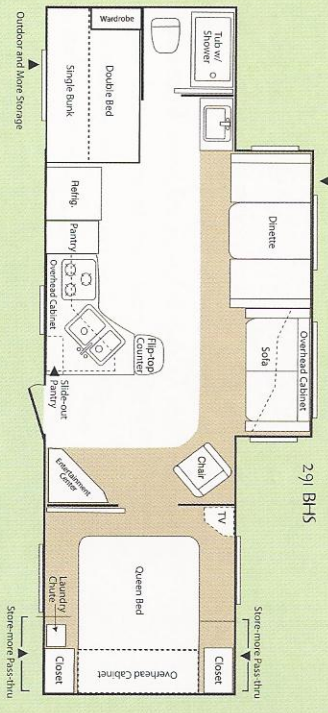 Wardrobe
Tub w/
Shower
Double Bed
Single Bunk
Outdoor and More Storage
Refrig.
Pantry
Overhead Cabinet
Flip-top
Counter
Slide-out
Pantry
Dinette
Sofa
Overhead Cabinet
291 BHS
Chair
Entertainment
Center
TV
Queen Bed
Overhead Cabinet
Laundry
Chute
Closet
Closet
Store-more Pass-thru
Store-more Pass-thru